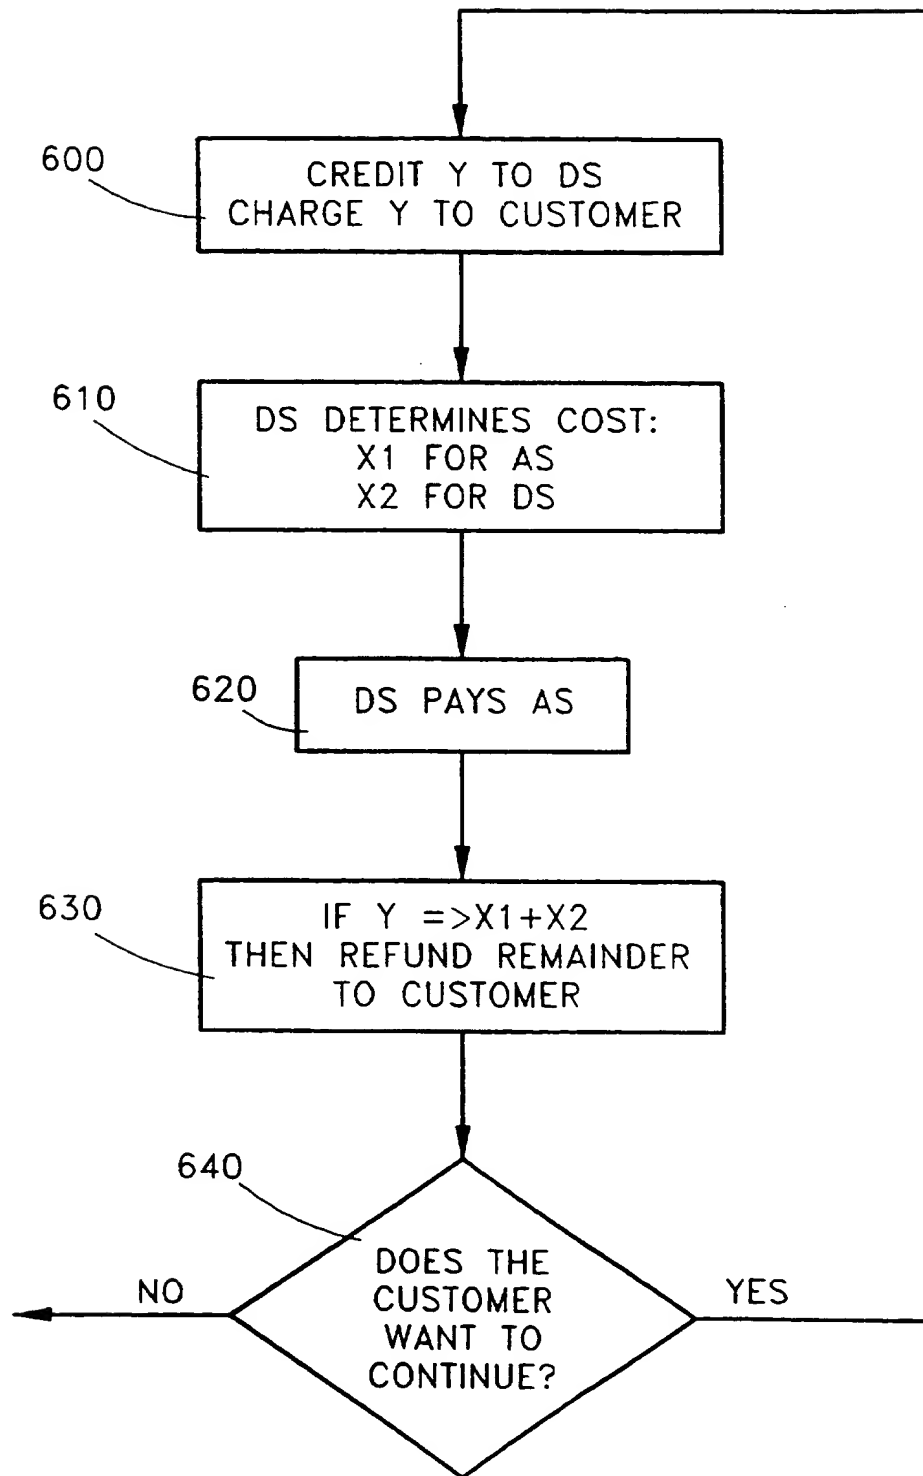 600
CREDIT Y TO DS
CHARGE Y TO CUSTOMER
610
DS DETERMINES COST:
X1 FOR AS
X2 FOR DS
620
DS PAYS AS
630
IF Y =>X1+X2
THEN REFUND REMAINDER
TO CUSTOMER
640
DOES THE
CUSTOMER
WANT TO
CONTINUE?
NO
YES